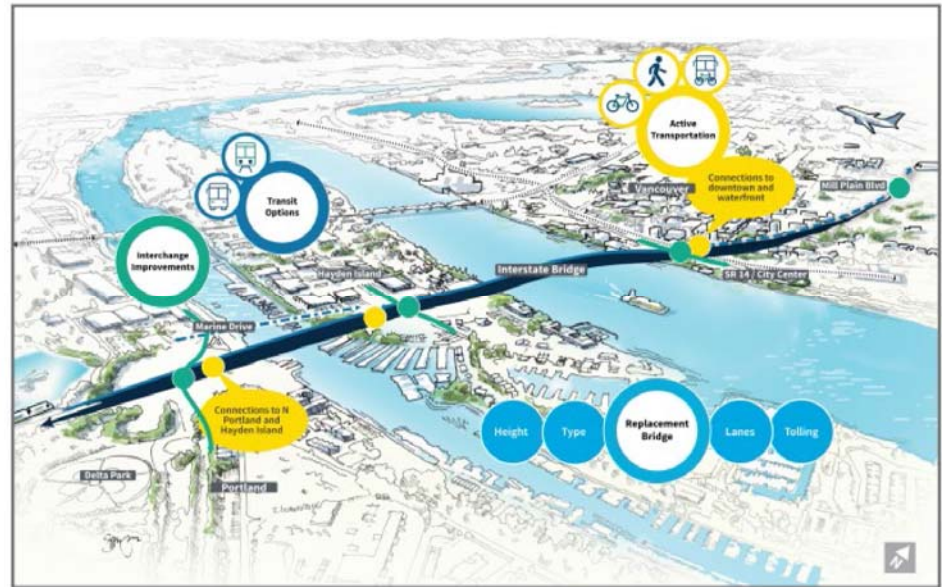 Active
Transportation
Connections to
downtown and
waterfront
Vancouver
Mill Plain Blvd
Transit
Options
Interchange
Improvements
Hayden Island
Interstate Bridge
SR 14 / City Center
Marine Drive
Connections to N
Portland and
Hayden Island
Height
Type
Replacement
Bridge
Lanes
Tolling
Delta Park
Portland
N